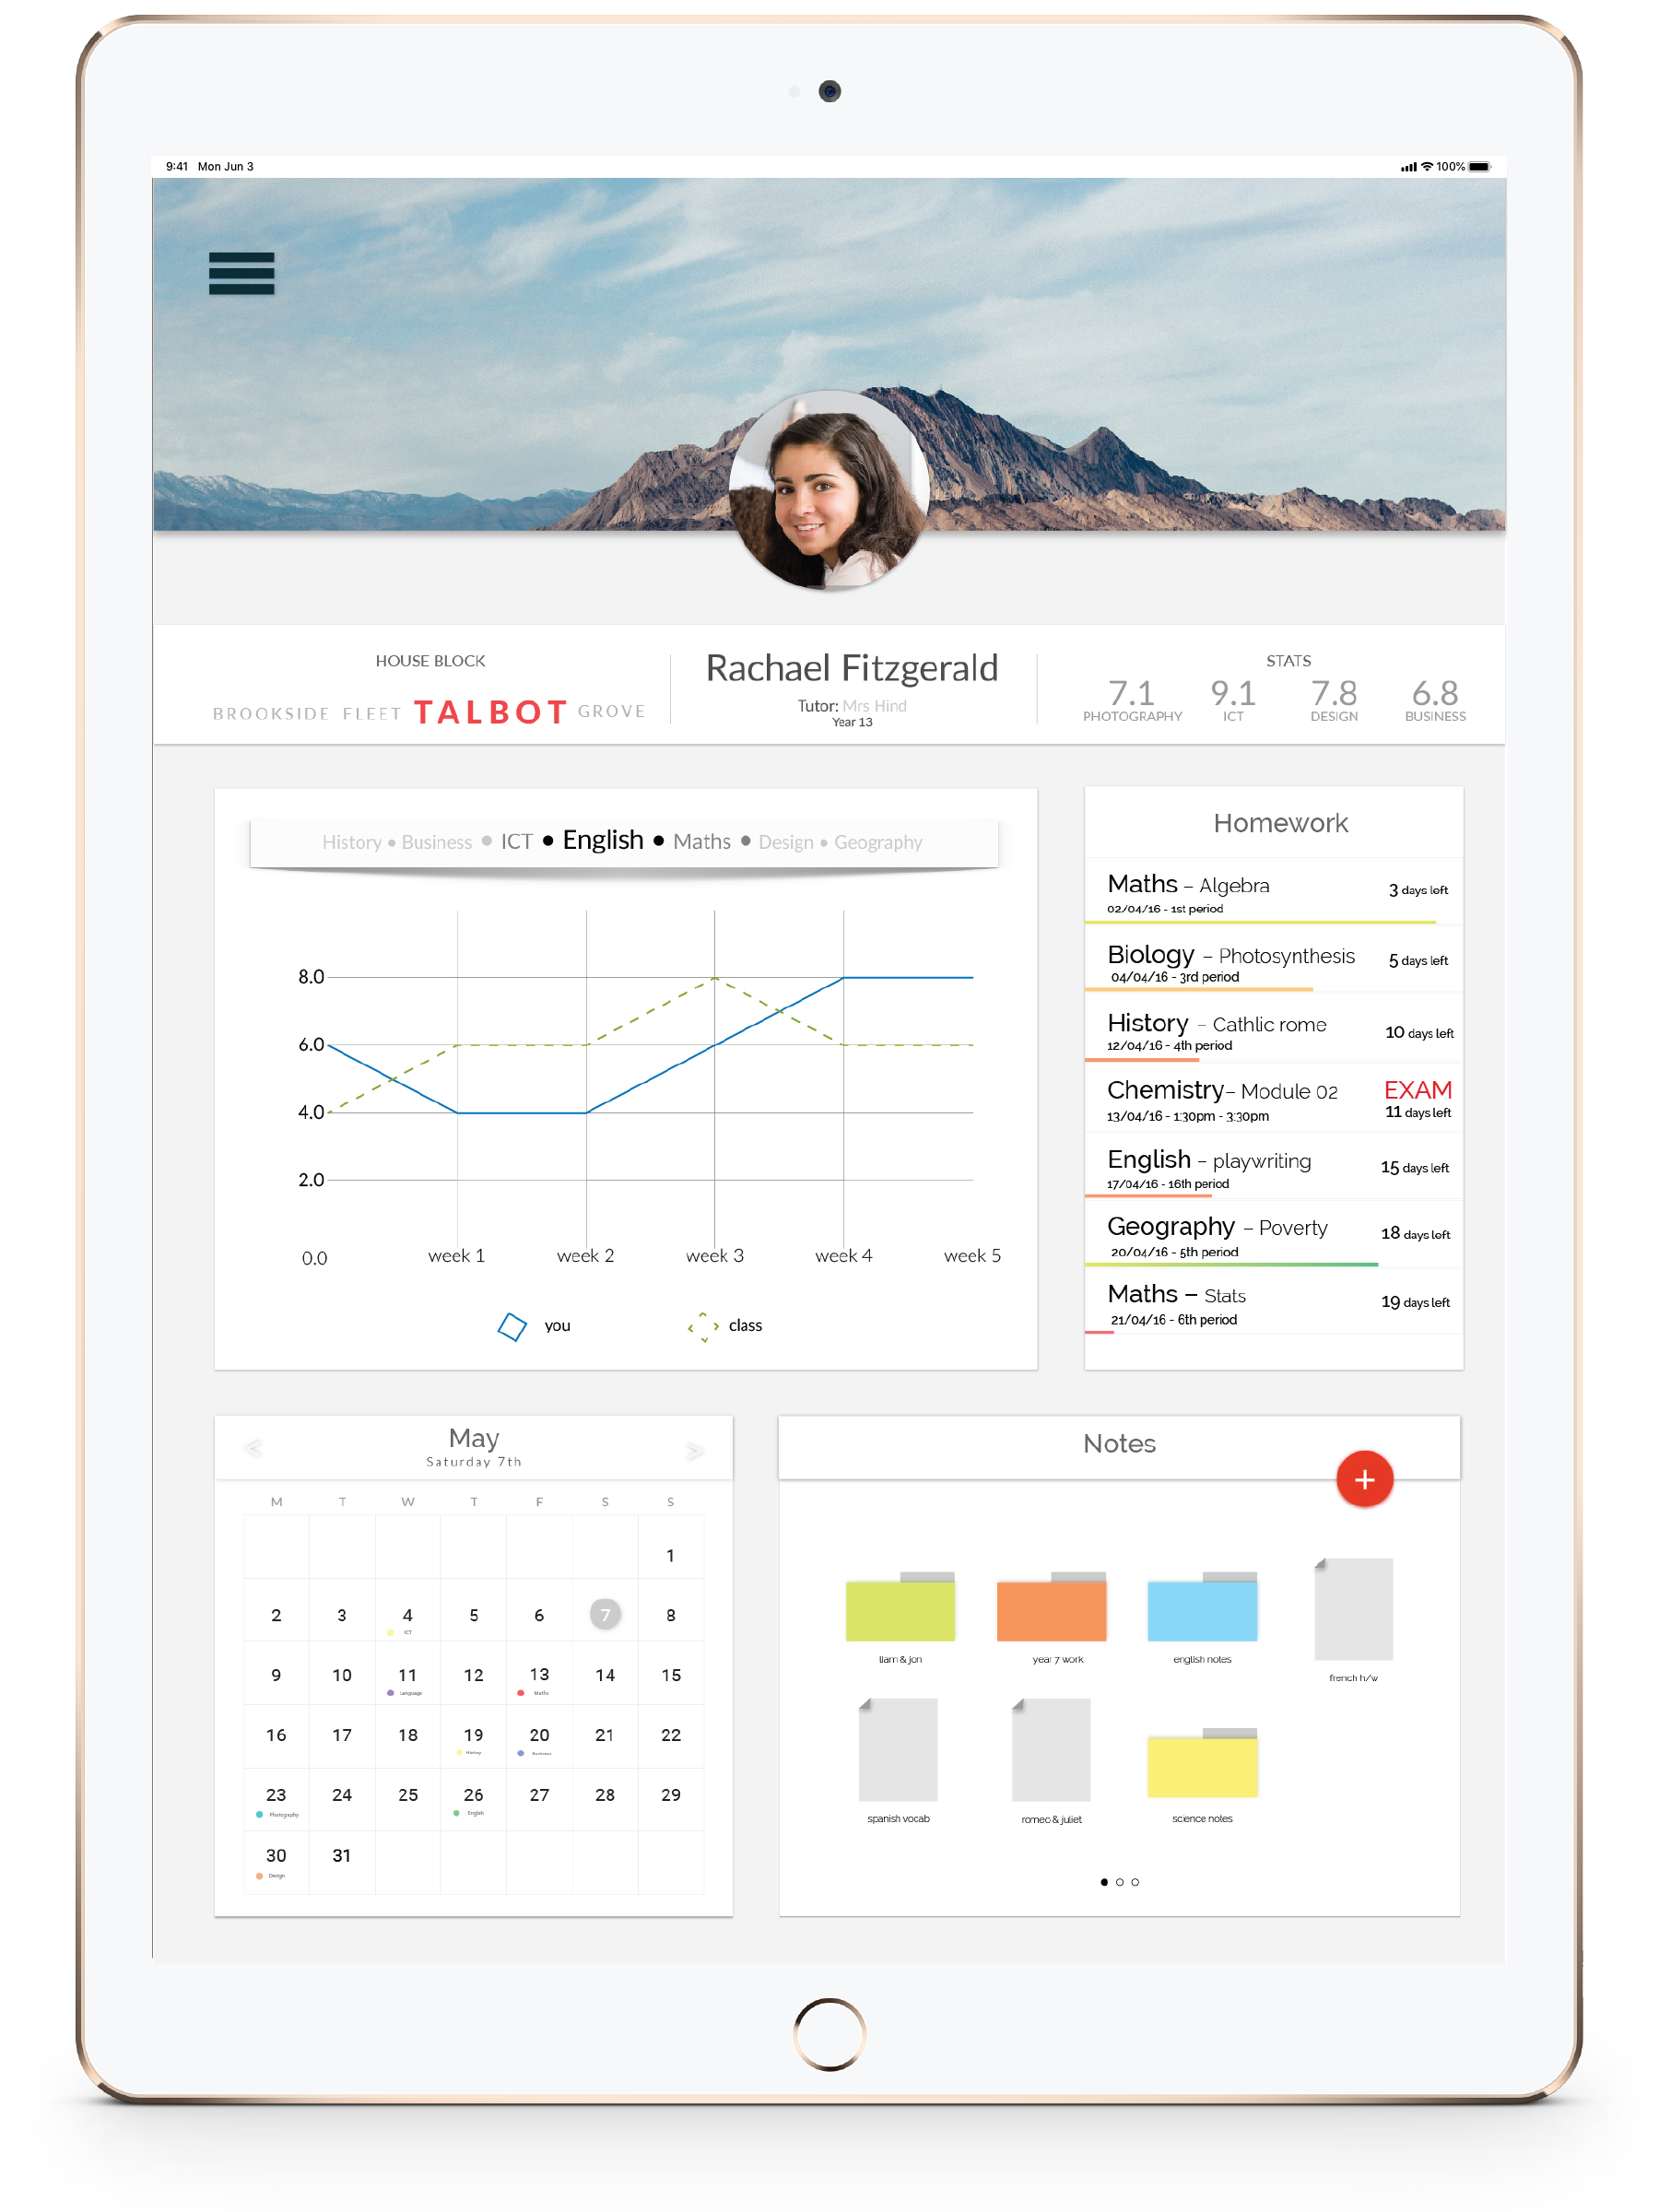 9:41 Mon Jun 3
100%
HOUSE BLOCK
BROOKSIDE FLEET TALBOT GROVE
Rachael Fitzgerald
Tutor: Mrs Hind
Year 13
STATS
7.1 9.1 7.8 6.8
PHOTOGRAPHY ICT DESIGN BUSINESS
History • Business • ICT • English • Maths • Design • Geography
8.0
6.0
4.0
2.0
0.0 week 1 week 2 week 3 week 4 week 5
you class
Homework
Maths – Algebra 3 days left
02/04/16 - 1st period
Biology – Photosynthesis 5 days left
04/04/16 - 3rd period
History – Cathlic rome 10 days left
12/04/16 - 4th period
Chemistry– Module 02 EXAM
13/04/16 - 1:30pm - 3:30pm 11 days left
English – playwriting 15 days left
17/04/16 - 16th period
Geography – Poverty 18 days left
20/04/16 - 5th period
Maths – Stats 19 days left
21/04/16 - 6th period
< May >
Saturday 7th
M T W T F S S
1
2 3 4 5 6 7 8
ICT
9 10 11 12 13 14 15
Language Maths
16 17 18 19 20 21 22
History Business
23 24 25 26 27 28 29
Photography English
30 31
Design
Notes
+
liam & jon year 7 work english notes french h/w
spanish vocab romeo & juliet science notes